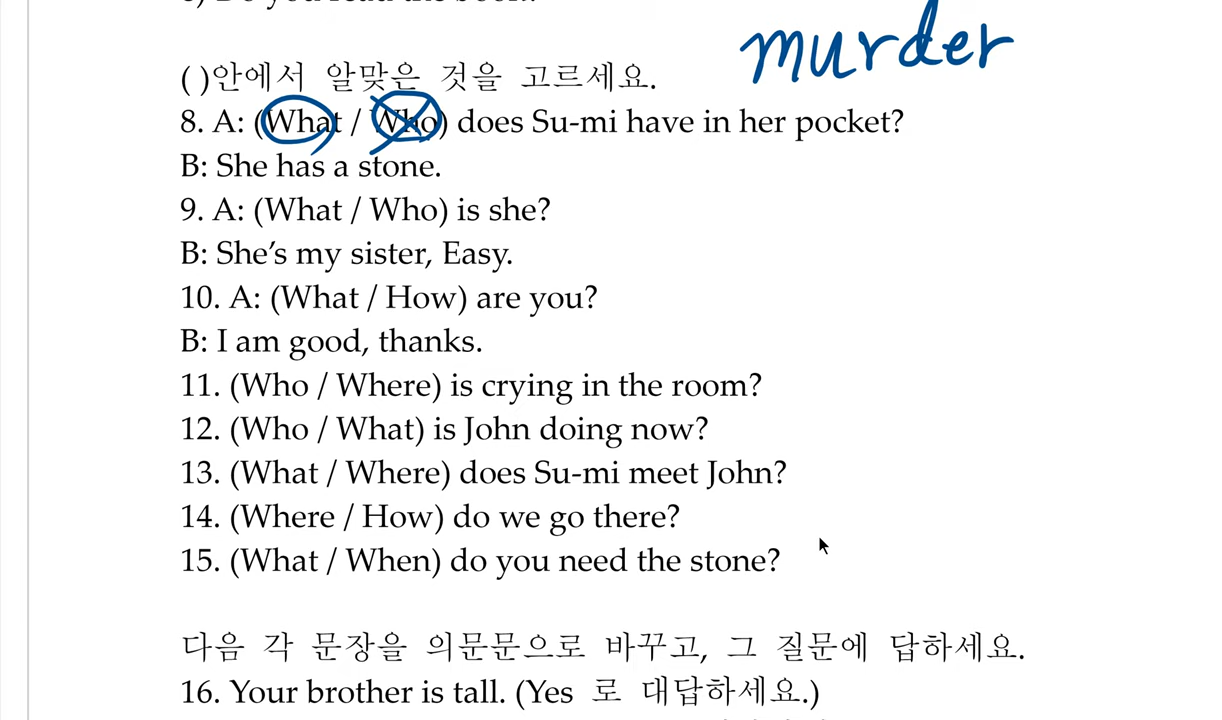 murder
( )안에서 알맞은 것을 고르세요.
8. A: (What / Who) does Su-mi have in her pocket?
B: She has a stone.
9. A: (What / Who) is she?
B: She's my sister, Easy.
10. A: (What / How) are you?
B: I am good, thanks.
11. (Who / Where) is crying in the room?
12. (Who / What) is John doing now?
13. (What / Where) does Su-mi meet John?
14. (Where / How) do we go there?
15. (What / When) do you need the stone?
다음 각 문장을 의문문으로 바꾸고, 그 질문에 답하세요.
16. Your brother is tall. (Yes 로 대답하세요.)